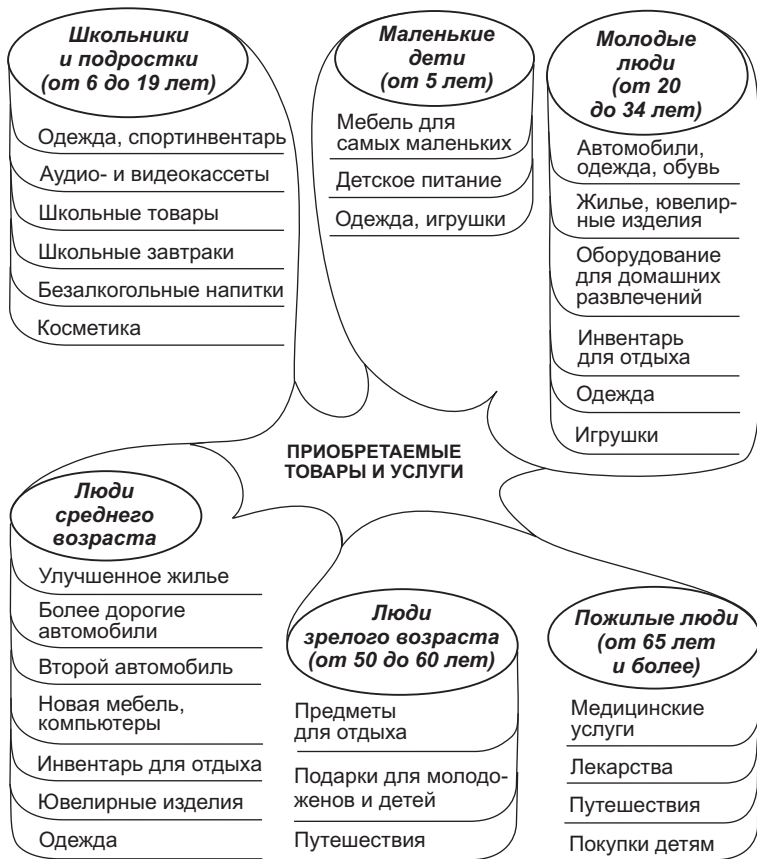 Школьники
и подростки
(от 6 до 19 лет)
Одежда, спортинвентарь
Аудио- и видеокассеты
Школьные товары
Школьные завтраки
Безалкогольные напитки
Косметика
Маленькие
дети
(от 5 лет)
Мебель для
самых маленьких
Детское питание
Одежда, игрушки
Молодые
люди
(от 20
до 34 лет)
Автомобили,
одежда, обувь
Жилье, ювелир-
ные изделия
Оборудование
для домашних
развлечений
Инвентарь
для отдыха
Одежда
Игрушки
ПРИОБРЕТАЕМЫЕ
ТОВАРЫ И УСЛУГИ
Люди
среднего
возраста
Улучшенное жилье
Более дорогие
автомобили
Второй автомобиль
Новая мебель,
компьютеры
Инвентарь для отдыха
Ювелирные изделия
Одежда
Люди
зрелого возраста
(от 50 до 60 лет)
Предметы
для отдыха
Подарки для молодо-
женов и детей
Путешествия
Пожилые люди
(от 65 лет
и более)
Медицинские
услуги
Лекарства
Путешествия
Покупки детям